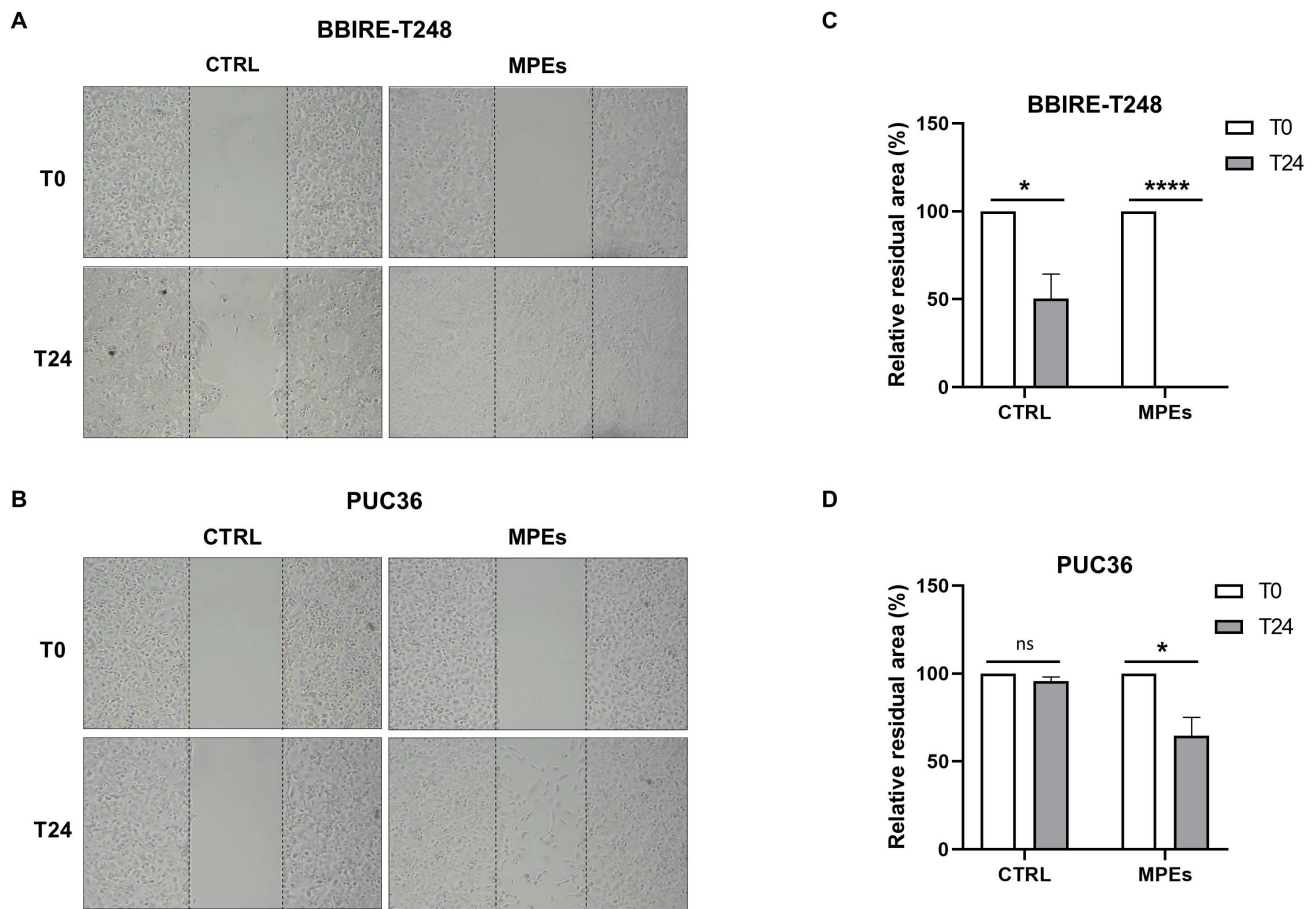 A
BBIRE-T248
CTRL
MPEs
T0
T24
B
PUC36
CTRL
MPEs
T0
T24
C
BBIRE-T248
Relative residual area (%)
150
100
50
0
*
****
CTRL
MPEs
T0
T24
D
PUC36
Relative residual area (%)
150
100
50
0
ns
*
CTRL
MPEs
T0
T24